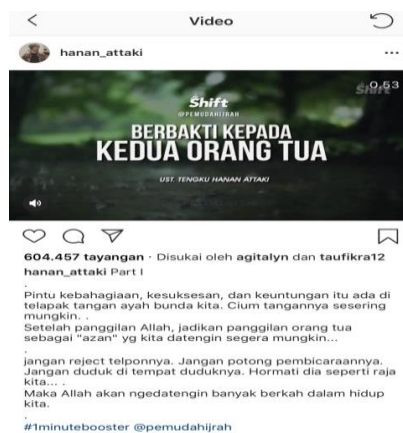 Video
hanan_attaki
Shift
0.53
@PEMUDAHIJRAH
BERBAKTI KEPADA
KEDUA ORANG TUA
UST. TENGKU HANAN ATTAKI
604.457 tayangan · Disukai oleh agitalyn dan taufikra12
hanan_attaki Part I
.
Pintu kebahagiaan, kesuksesan, dan keuntungan itu ada di
telapak tangan ayah bunda kita. Cium tangannya sesering
mungkin. .
Setelah panggilan Allah, jadikan panggilan orang tua
sebagai "azan" yg kita datengin segera mungkin...
.
jangan reject telponnya. Jangan potong pembicaraannya.
Jangan duduk di tempat duduknya. Hormati dia seperti raja
kita... .
Maka Allah akan ngedatengin banyak berkah dalam hidup
kita.
.
#1minutebooster @pemudahijrah